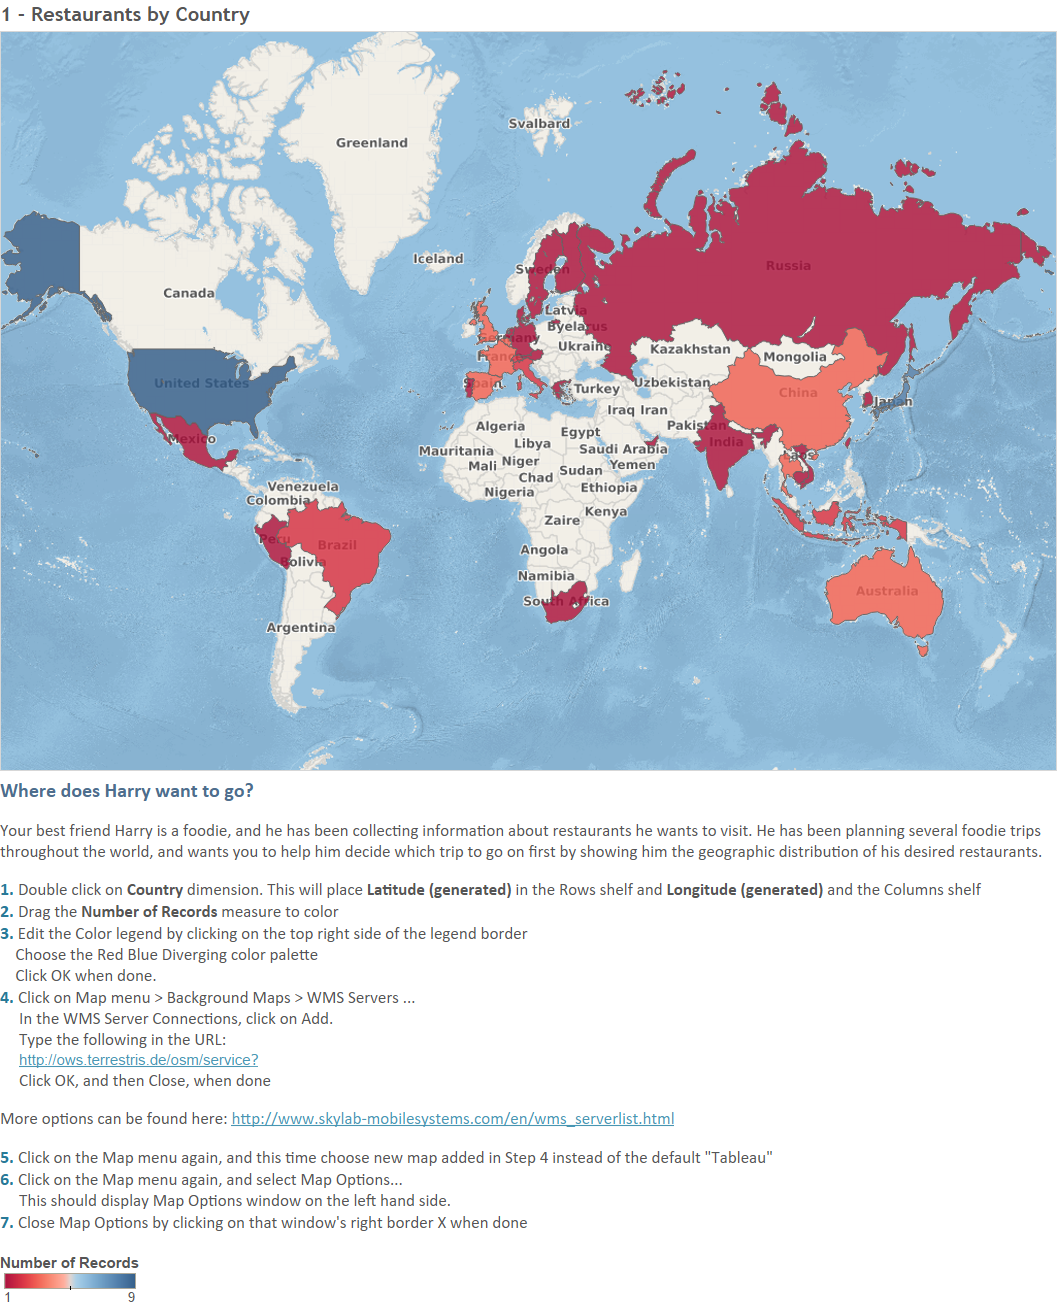 1 - Restaurants by Country
Svalbard
Greenland
Iceland
Sweden
Russia
Canada
Latvia
Byelarus
Germany
Ukraine
Kazakhstan
Mongolia
France
United States
Spain
Turkey
Uzbekistan
China
Japan
Iraq Iran
Mexico
Algeria
Egypt
Pakistan
India
Libya
Mauritania
Saudi Arabia
Laos
Mali Niger
Yemen
Sudan
Chad
Venezuela
Nigeria
Ethiopia
Colombia
Kenya
Zaire
Peru
Brazil
Angola
Bolivia
Namibia
Australia
South Africa
Argentina
Where does Harry want to go?
Your best friend Harry is a foodie, and he has been collecting information about restaurants he wants to visit. He has been planning several foodie trips
throughout the world, and wants you to help him decide which trip to go on first by showing him the geographic distribution of his desired restaurants.
1. Double click on Country dimension. This will place Latitude (generated) in the Rows shelf and Longitude (generated) and the Columns shelf
2. Drag the Number of Records measure to color
3. Edit the Color legend by clicking on the top right side of the legend border
Choose the Red Blue Diverging color palette
Click OK when done.
4. Click on Map menu > Background Maps > WMS Servers ...
In the WMS Server Connections, click on Add.
Type the following in the URL:
http://ows.terrestris.de/osm/service?
Click OK, and then Close, when done
More options can be found here: http://www.skylab-mobilesystems.com/en/wms_serverlist.html
5. Click on the Map menu again, and this time choose new map added in Step 4 instead of the default "Tableau"
6. Click on the Map menu again, and select Map Options...
This should display Map Options window on the left hand side.
7. Close Map Options by clicking on that window's right border X when done
Number of Records
1 9